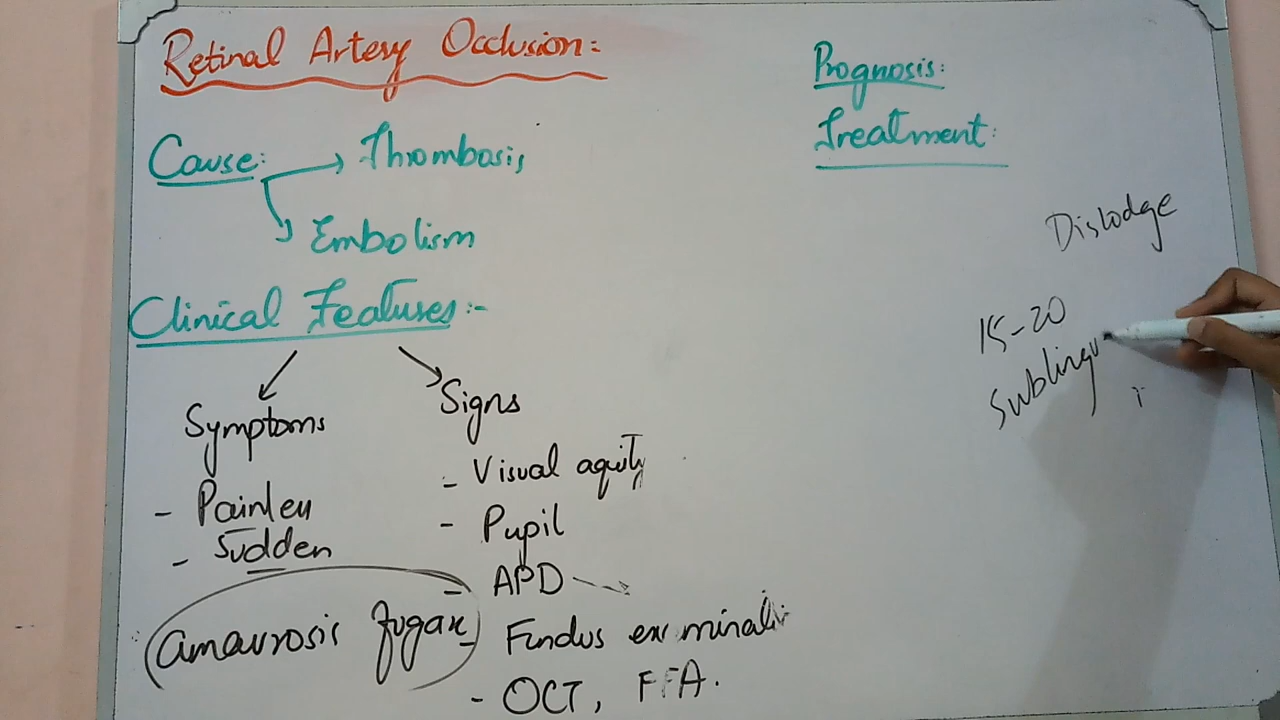 Retinal Artery Occlusion:
Cause: → Thrombosis
Embolism
Clinical Features:-
Symptoms
- Painless
- Sudden
Amaurosis fugax
Signs
- Visual aquity
- Pupil
- APD
- Fundus
- OCT, FFA.
Prognosis:
Treatment:
Dislodge
15-20
Sublingu